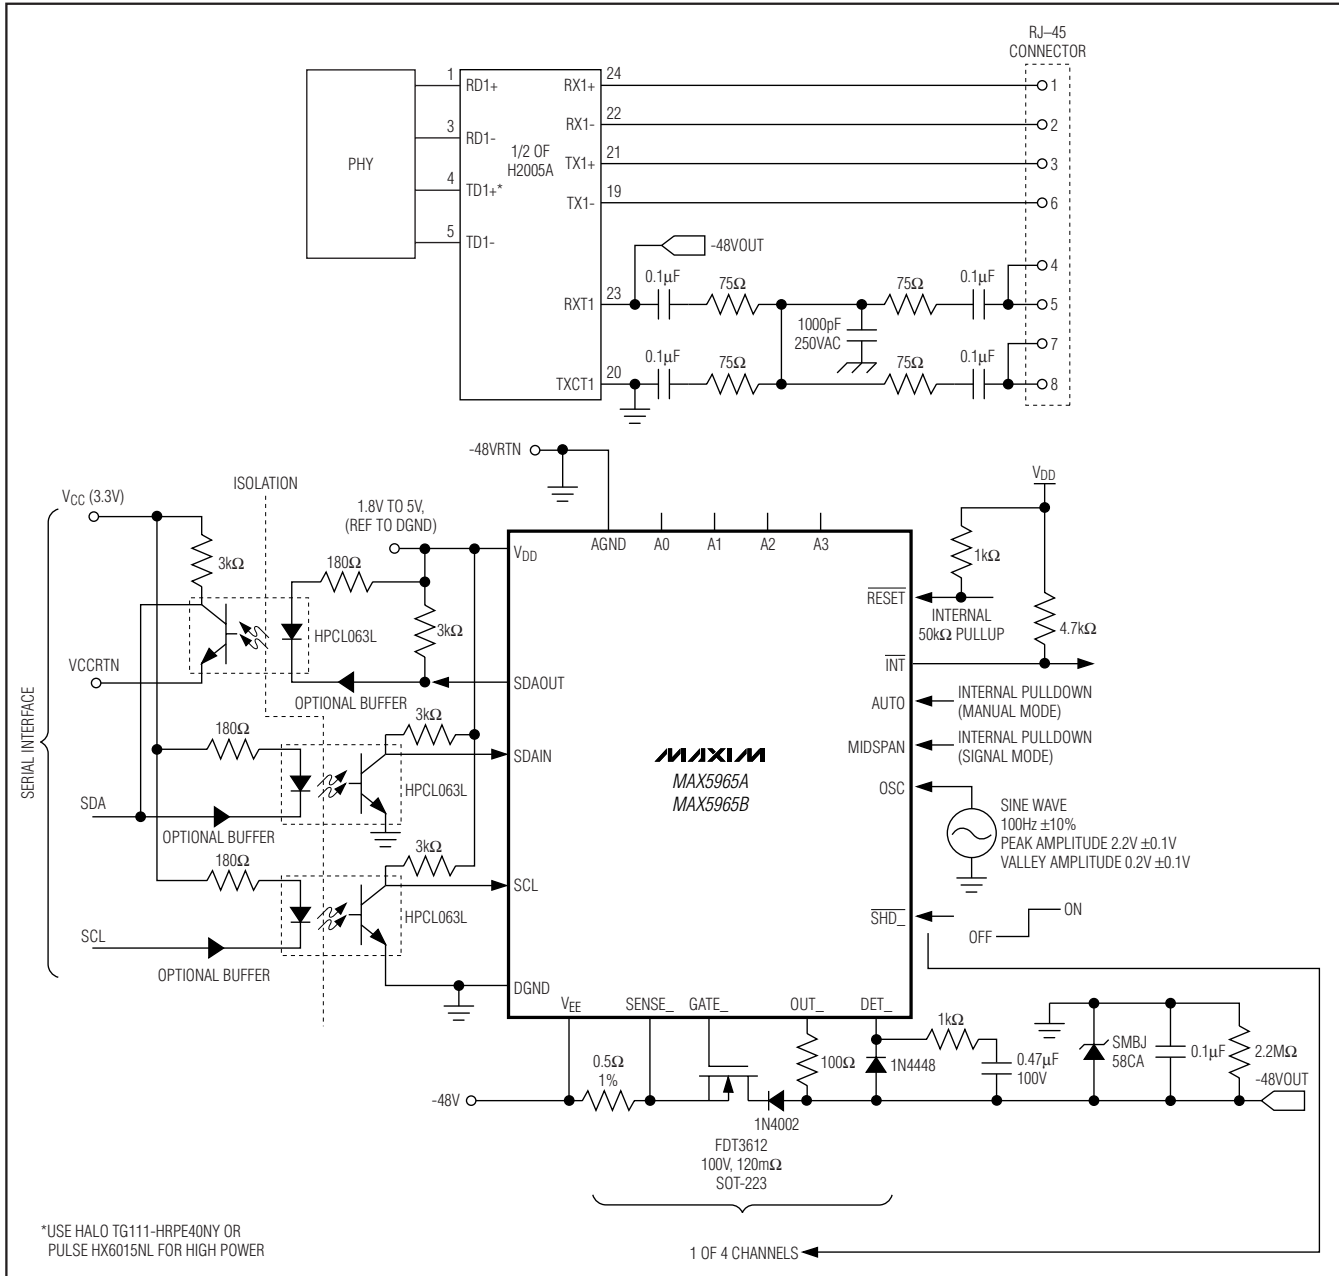 RJ–45
CONNECTOR
PHY
1
3
4
5
RD1+
RD1-
TD1+*
TD1-
1/2 OF
H2005A
RX1+
RX1-
TX1+
TX1-
RXT1
TXCT1
24
22
21
19
23
20
1
2
3
6
4
5
7
8
-48VOUT
0.1µF
75Ω
75Ω
0.1µF
1000pF
250VAC
0.1µF
75Ω
75Ω
0.1µF
-48VRTN
ISOLATION
VCC (3.3V)
1.8V TO 5V,
(REF TO DGND)
3kΩ
180Ω
3kΩ
HPCL063L
VCCRTN
OPTIONAL BUFFER
SERIAL INTERFACE
180Ω
3kΩ
HPCL063L
SDA
OPTIONAL BUFFER
180Ω
3kΩ
HPCL063L
SCL
OPTIONAL BUFFER
AGND
A0
A1
A2
A3
VDD
SDAOUT
SDAIN
SCL
DGND
MAXIM
MAX5965A
MAX5965B
RESET
INT
AUTO
MIDSPAN
OSC
SHD_
VEE
SENSE_
GATE_
OUT_
DET_
VDD
1kΩ
INTERNAL
50kΩ PULLUP
4.7kΩ
INTERNAL PULLDOWN
(MANUAL MODE)
INTERNAL PULLDOWN
(SIGNAL MODE)
SINE WAVE
100Hz ±10%
PEAK AMPLITUDE 2.2V ±0.1V
VALLEY AMPLITUDE 0.2V ±0.1V
ON
OFF
0.5Ω
1%
-48V
100Ω
1N4448
1kΩ
0.47µF
100V
SMBJ
58CA
0.1µF
2.2MΩ
-48VOUT
1N4002
FDT3612
100V, 120mΩ
SOT-223
*USE HALO TG111-HRPE40NY OR
PULSE HX6015NL FOR HIGH POWER
1 OF 4 CHANNELS